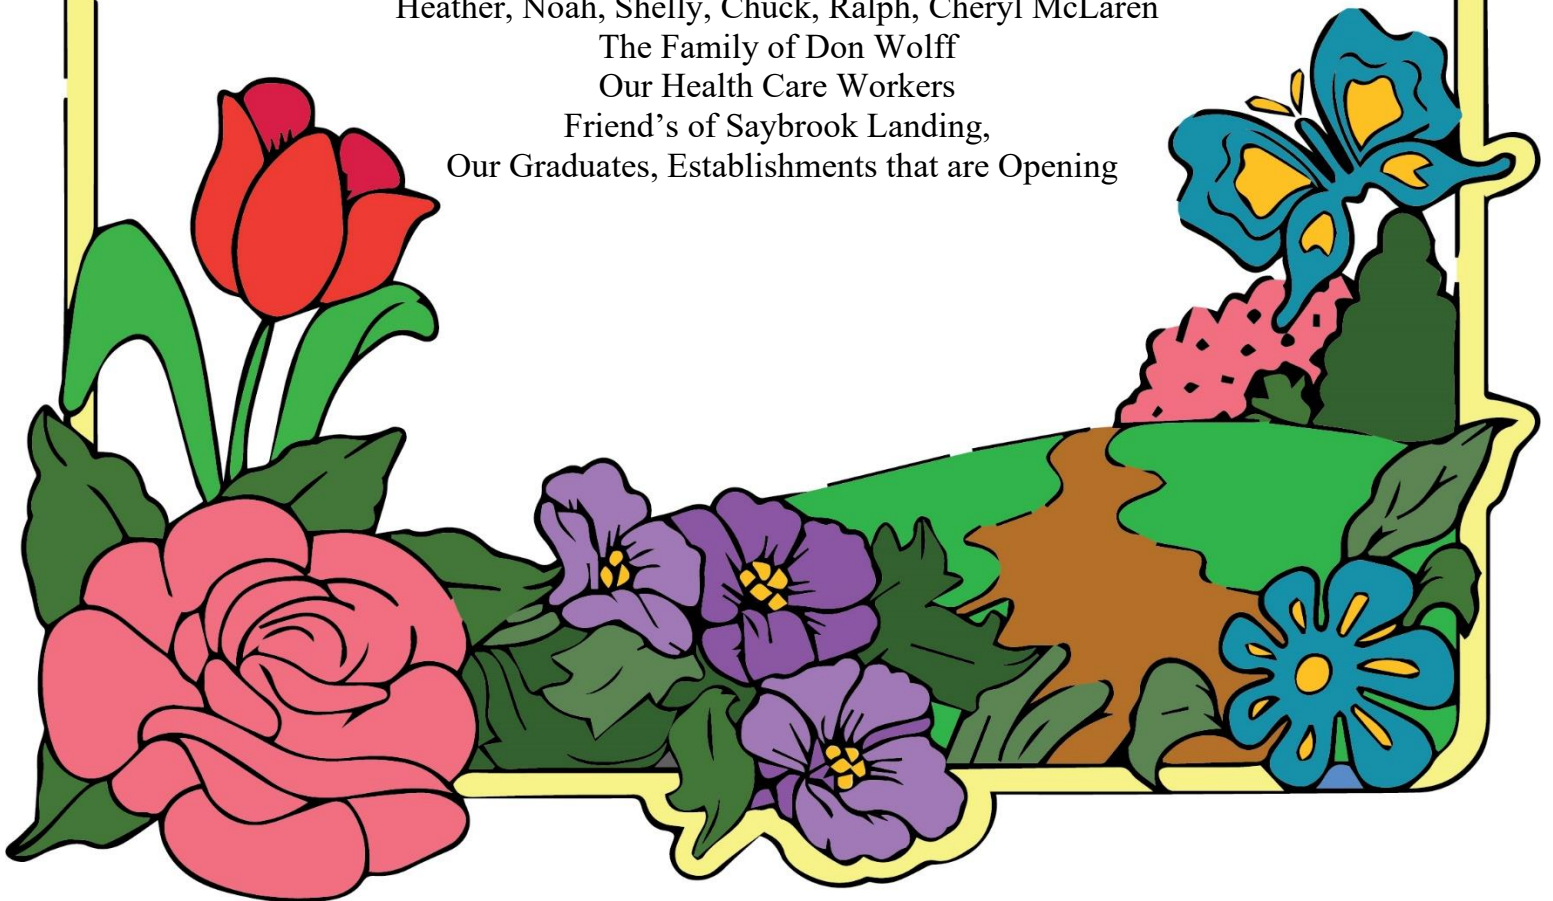 Heather, Noah, Shelly, Chuck, Ralph, Cheryl McLaren
The Family of Don Wolff
Our Health Care Workers
Friend’s of Saybrook Landing,
Our Graduates, Establishments that are Opening